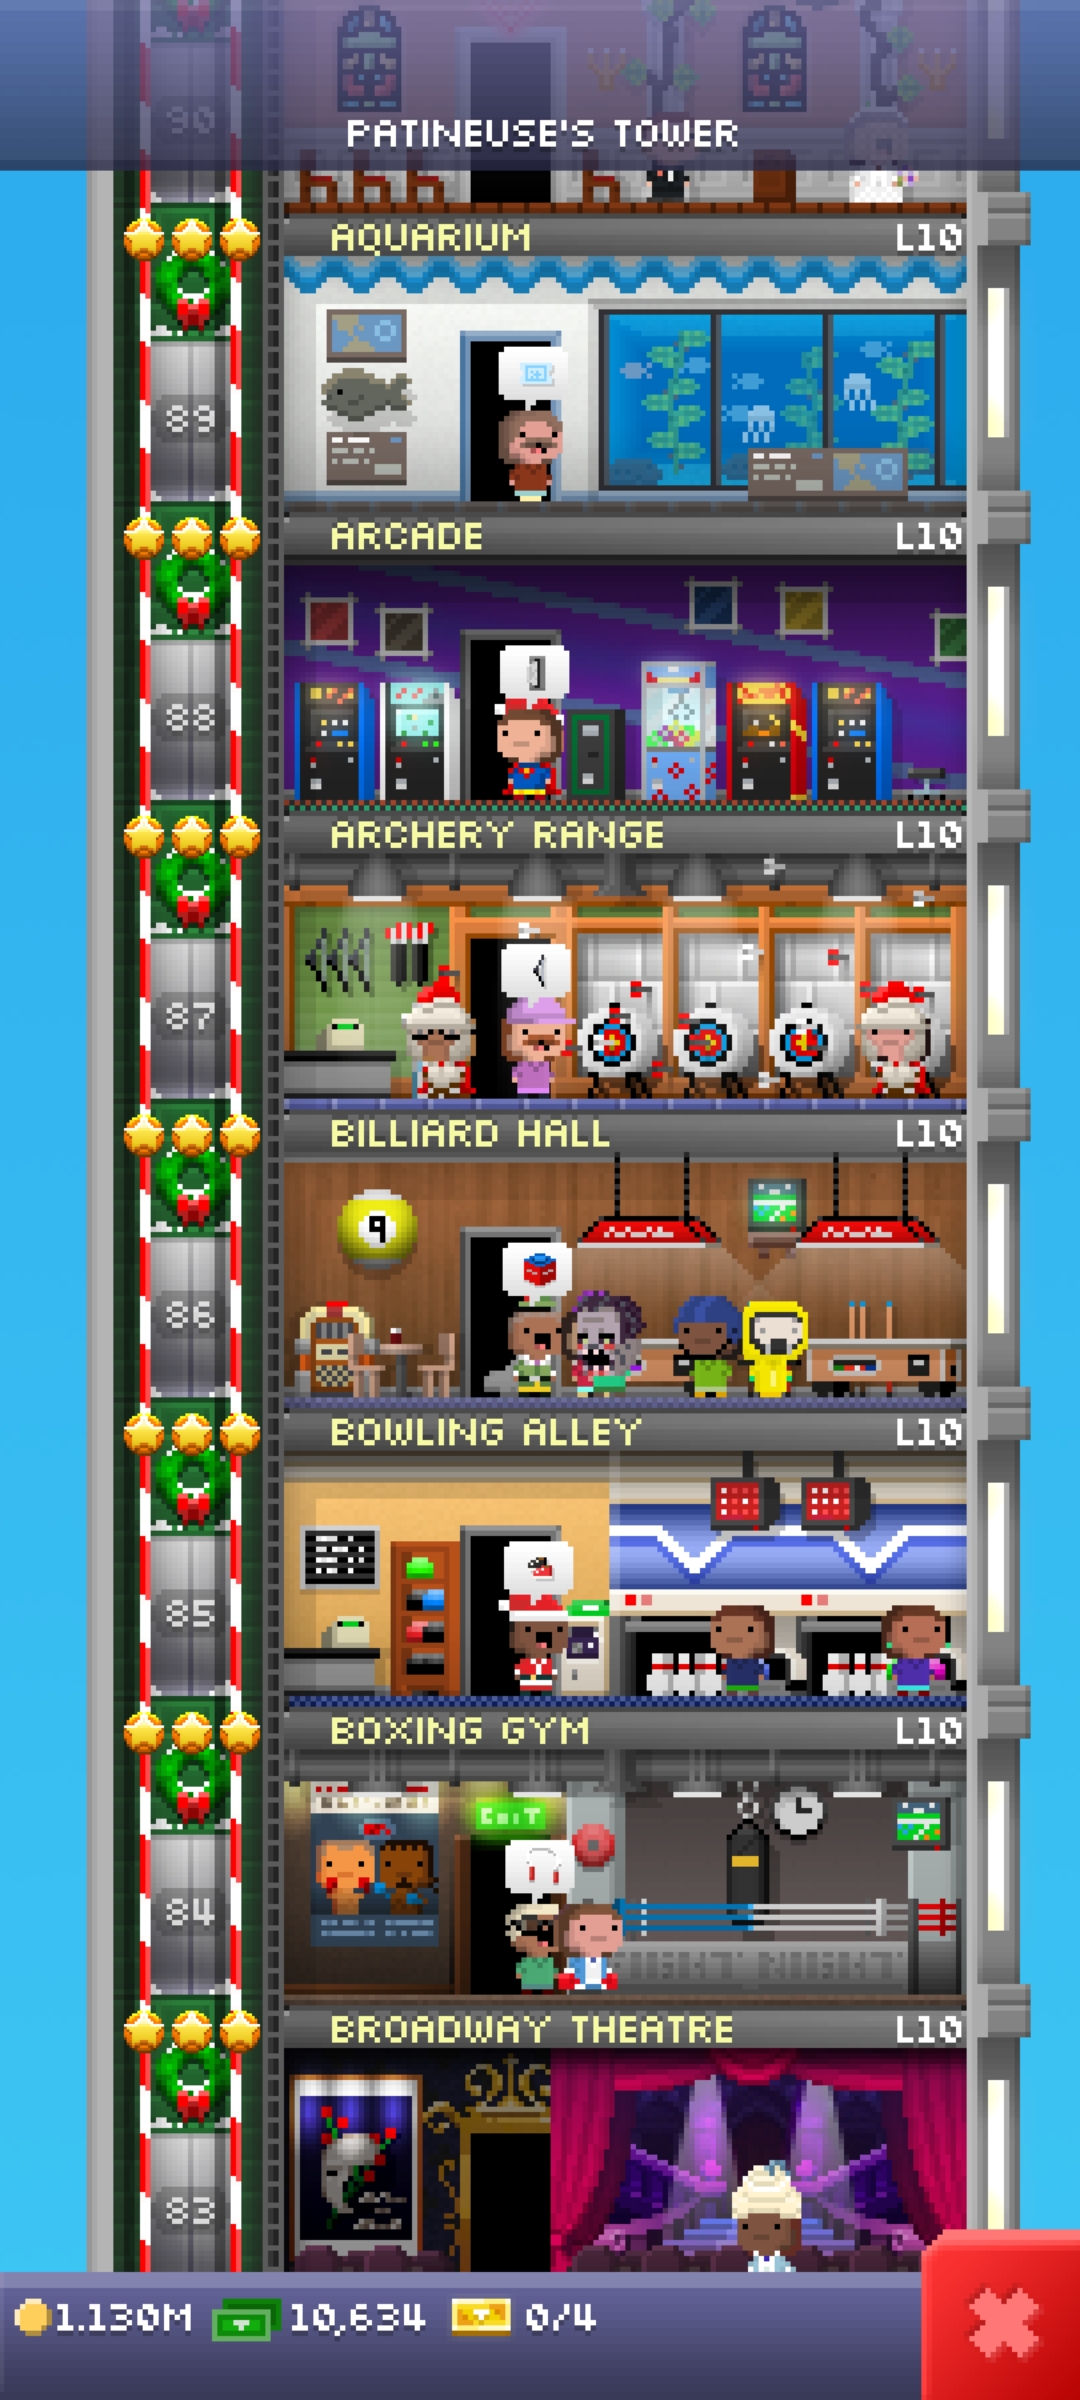 90
PATINEUSE'S TOWER
AQUARIUM L10
89
ARCADE L10
88
ARCHERY RANGE L10
87
BILLIARD HALL L10
9
86
BOWLING ALLEY L10
85
BOXING GYM L10
EXIT
84
BROADWAY THEATRE L10
83
1.130M 10,634 0/4